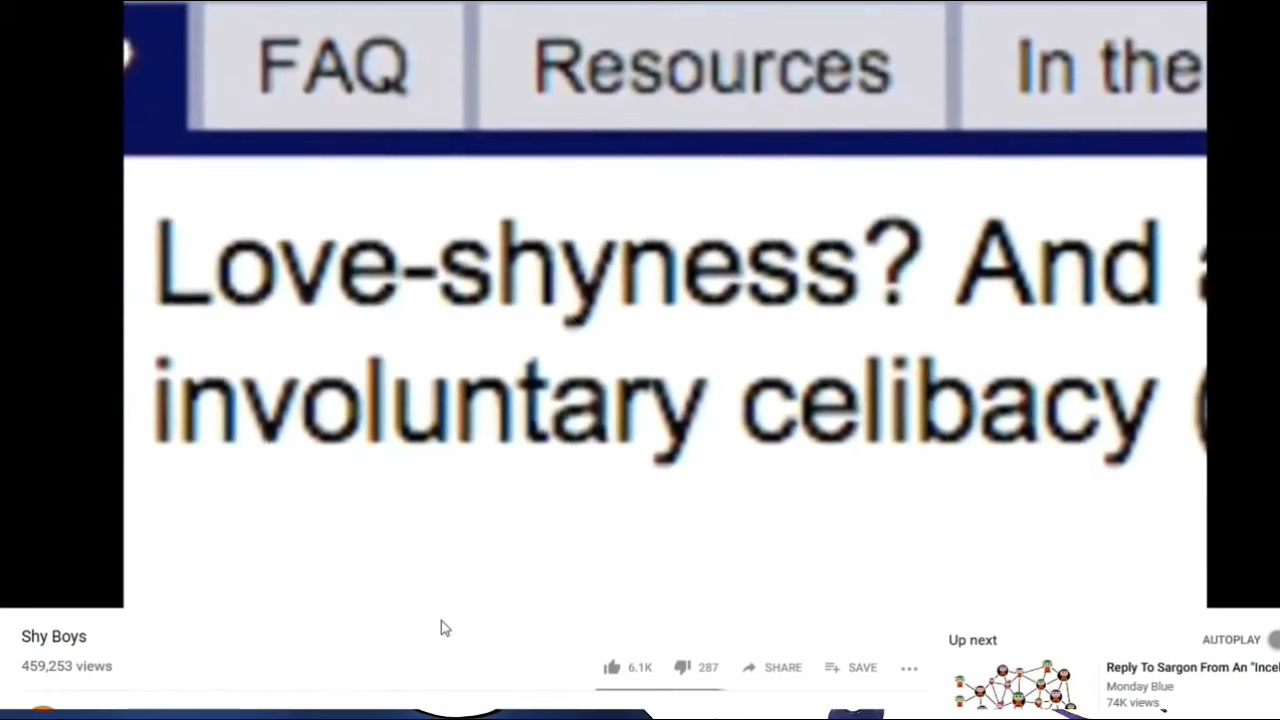 FAQ Resources In the
Love-shyness? And
involuntary celibacy (
Shy Boys
459,253 views
6.1K 287 SHARE SAVE
Up next AUTOPLAY
Reply To Sargon From An "Incel
Monday Blue
74K views